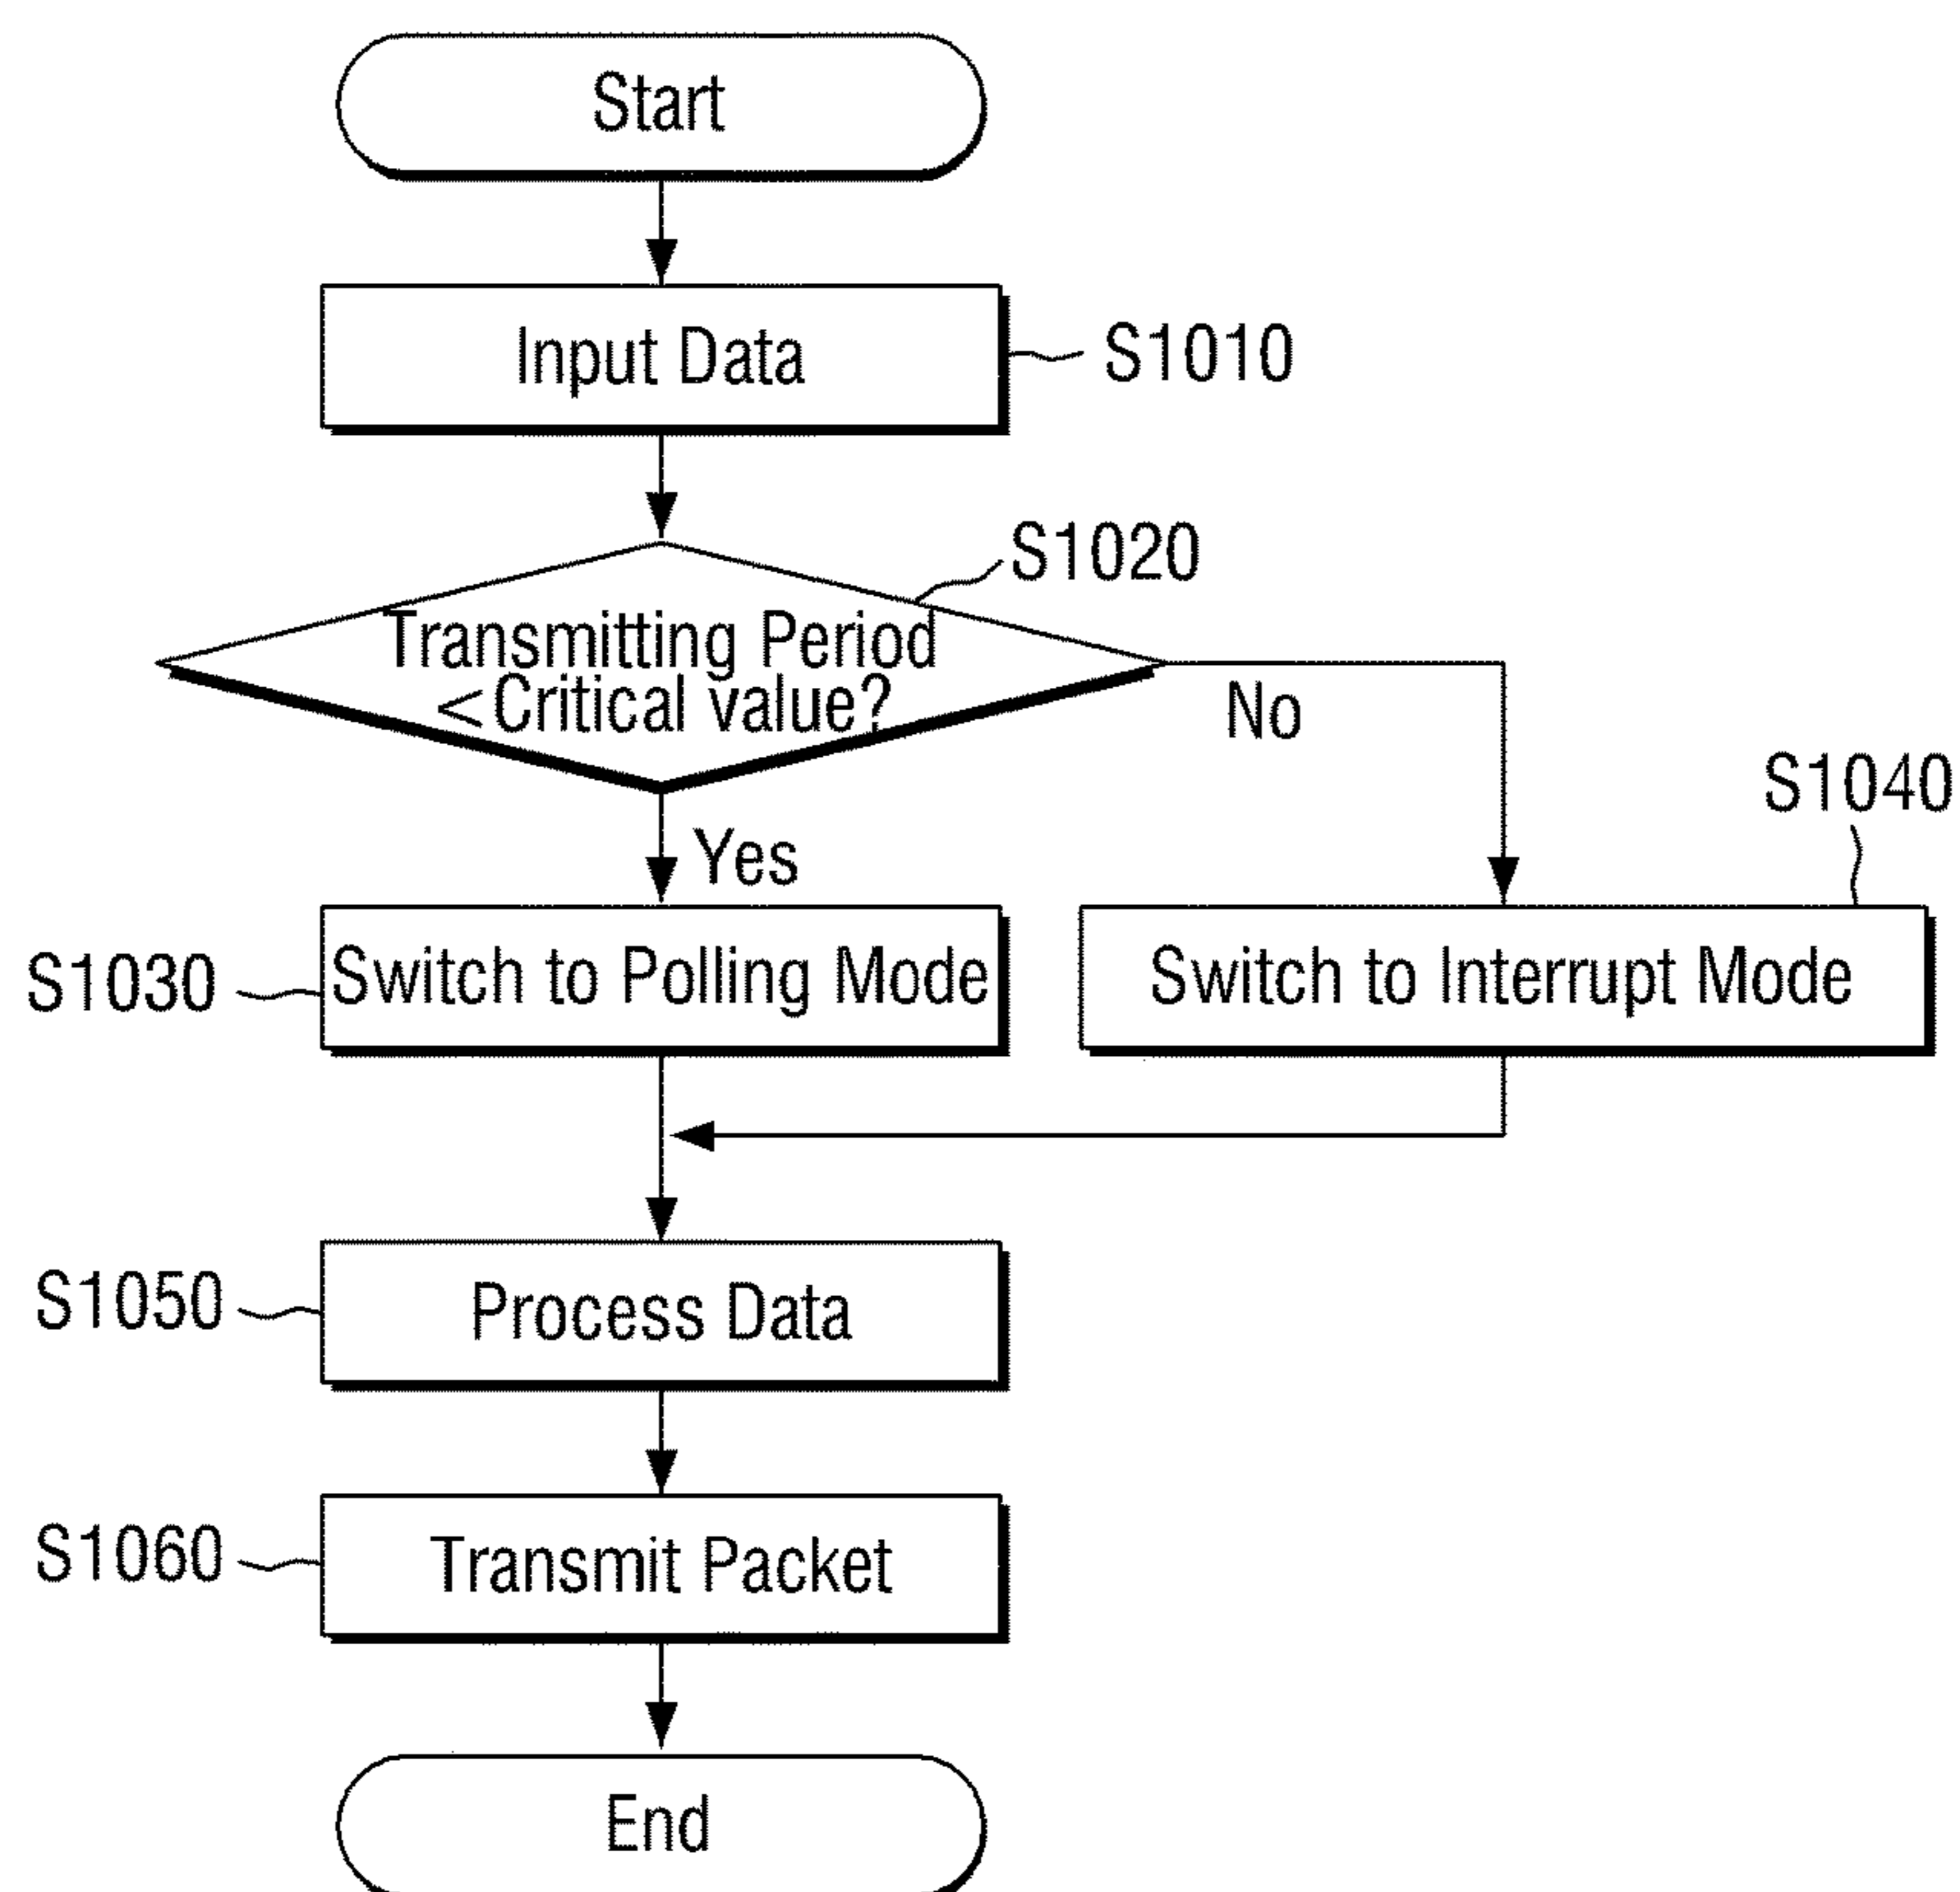 Start
Input Data
S1010
S1020
Transmitting Period
<Critical value?
No
Yes
S1040
S1030
Switch to Polling Mode
Switch to Interrupt Mode
S1050
Process Data
S1060
Transmit Packet
End